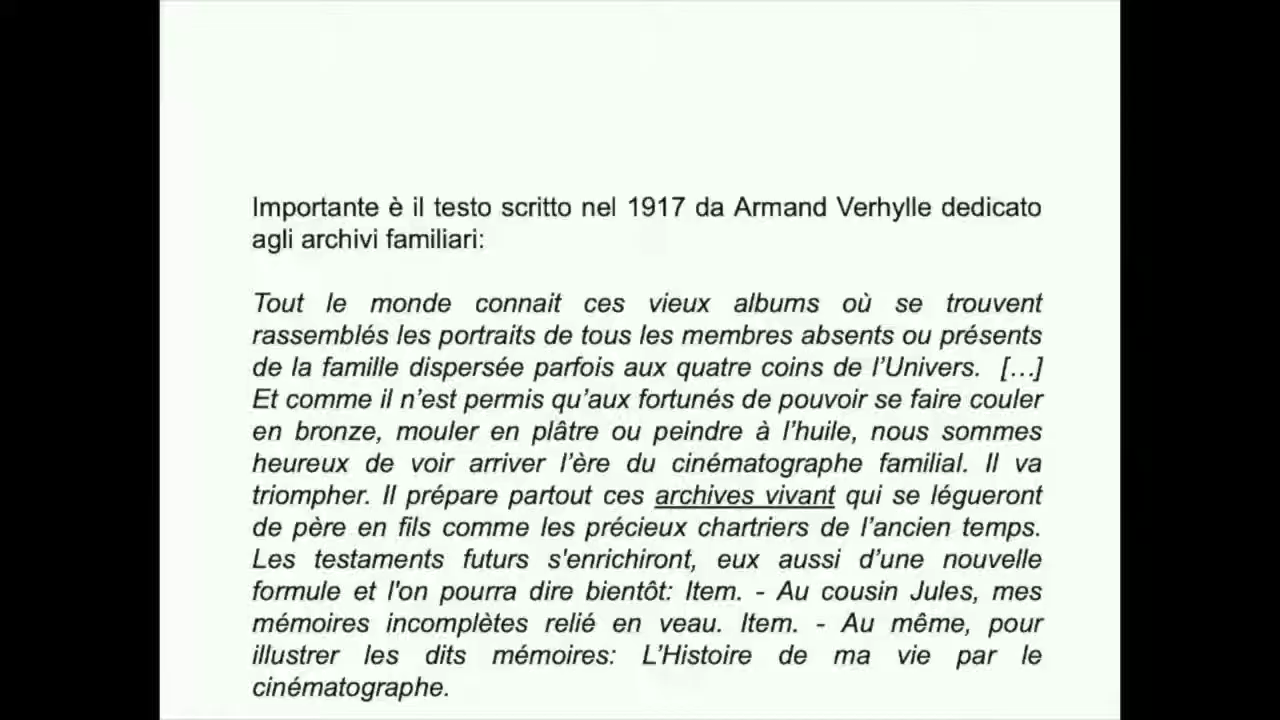 Importante è il testo scritto nel 1917 da Armand Verhylle dedicato
agli archivi familiari:
Tout le monde connait ces vieux albums où se trouvent
rassemblés les portraits de tous les membres absents ou présents
de la famille dispersée parfois aux quatre coins de l’Univers. […]
Et comme il n’est permis qu’aux fortunés de pouvoir se faire couler
en bronze, mouler en plâtre ou peindre à l’huile, nous sommes
heureux de voir arriver l’ère du cinématographe familial. Il va
triompher. Il prépare partout ces archives vivant qui se légueront
de père en fils comme les précieux chartriers de l’ancien temps.
Les testaments futurs s'enrichiront, eux aussi d’une nouvelle
formule et l'on pourra dire bientôt: Item. - Au cousin Jules, mes
mémoires incomplètes relié en veau. Item. - Au même, pour
illustrer les dits mémoires: L’Histoire de ma vie par le
cinématographe.